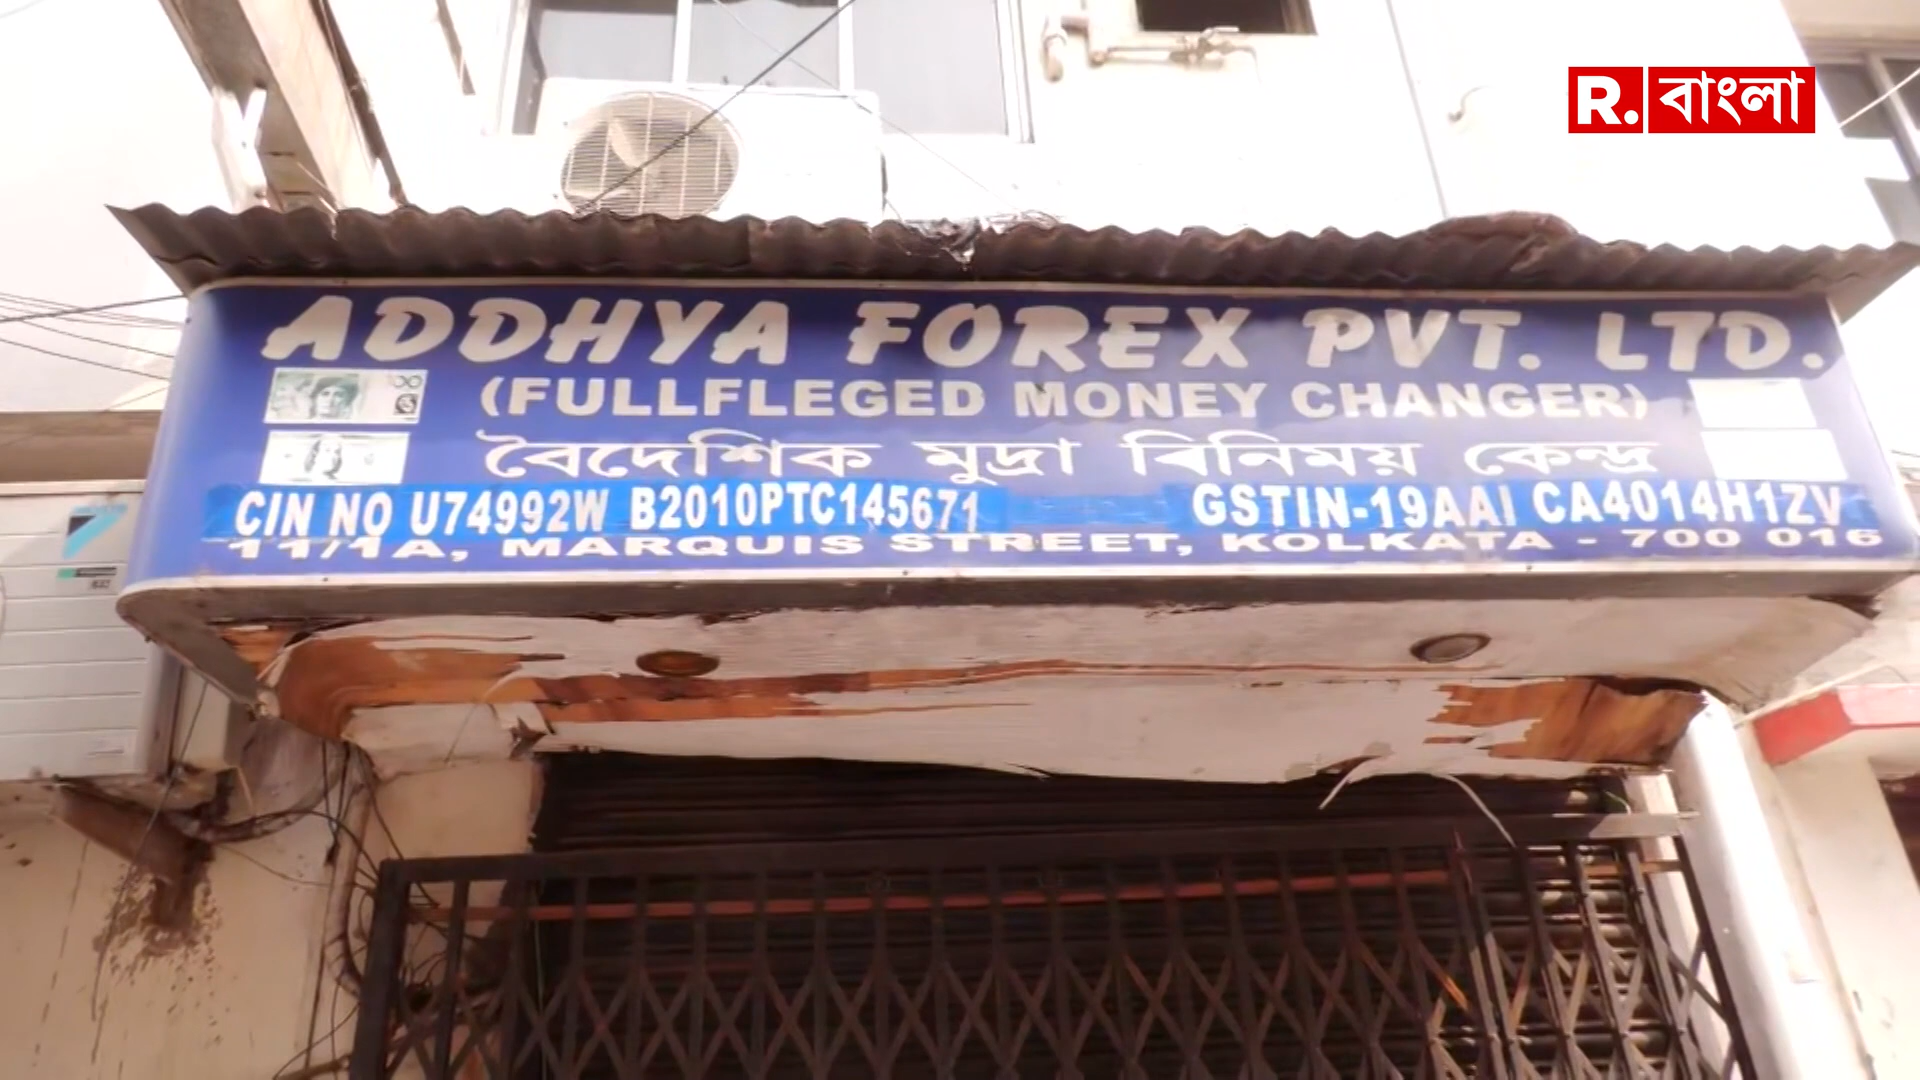 R. বাংলা
ADDHYA FOREX PVT. LTD.
(FULLFLEGED MONEY CHANGER)
বৈদেশিক মুদ্রা বিনিময় কেন্দ্র
CIN NO U74992W B2010PTC145671 GSTIN-19AAI CA4014H1ZV
11/1A, MARQUIS STREET, KOLKATA - 700 016